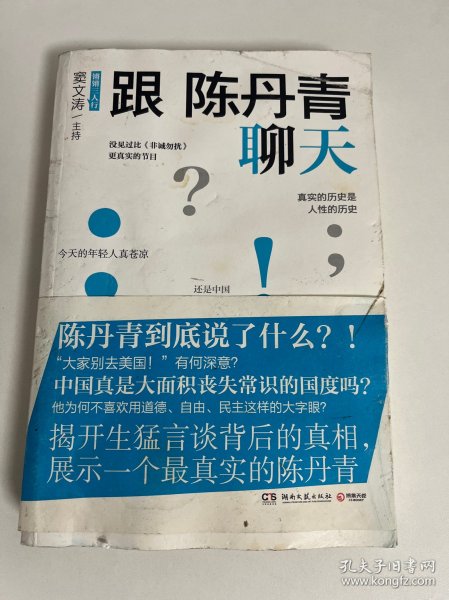 锵锵三人行
窦文涛/主持
跟 陈丹青
聊天
没见过比《非诚勿扰》
更真实的节目
?
真实的历史是
人性的历史
;
今天的年轻人真苍凉
!
还是中国
陈丹青到底说了什么?!
“大家别去美国!”有何深意?
中国真是大面积丧失常识的国度吗?
他为何不喜欢用道德、自由、民主这样的大字眼?
揭开生猛言谈背后的真相,
展示一个最真实的陈丹青
CS 湖南文艺出版社
博集天卷
孔夫子旧书网
www.kongfz.com